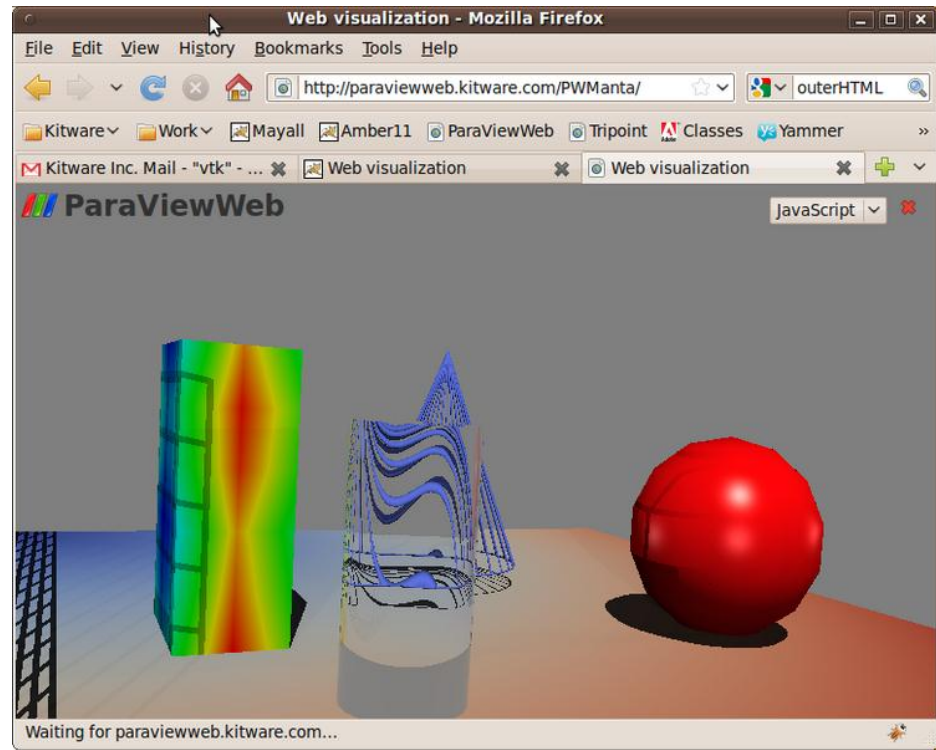 Web visualization - Mozilla Firefox
File Edit View History Bookmarks Tools Help
http://paraviewweb.kitware.com/PWManta/ outerHTML
Kitware Work Mayall Amber11 ParaViewWeb Tripoint Classes Yammer »
Kitware Inc. Mail - "vtk" - ... Web visualization Web visualization
ParaViewWeb
JavaScript
Waiting for paraviewweb.kitware.com...